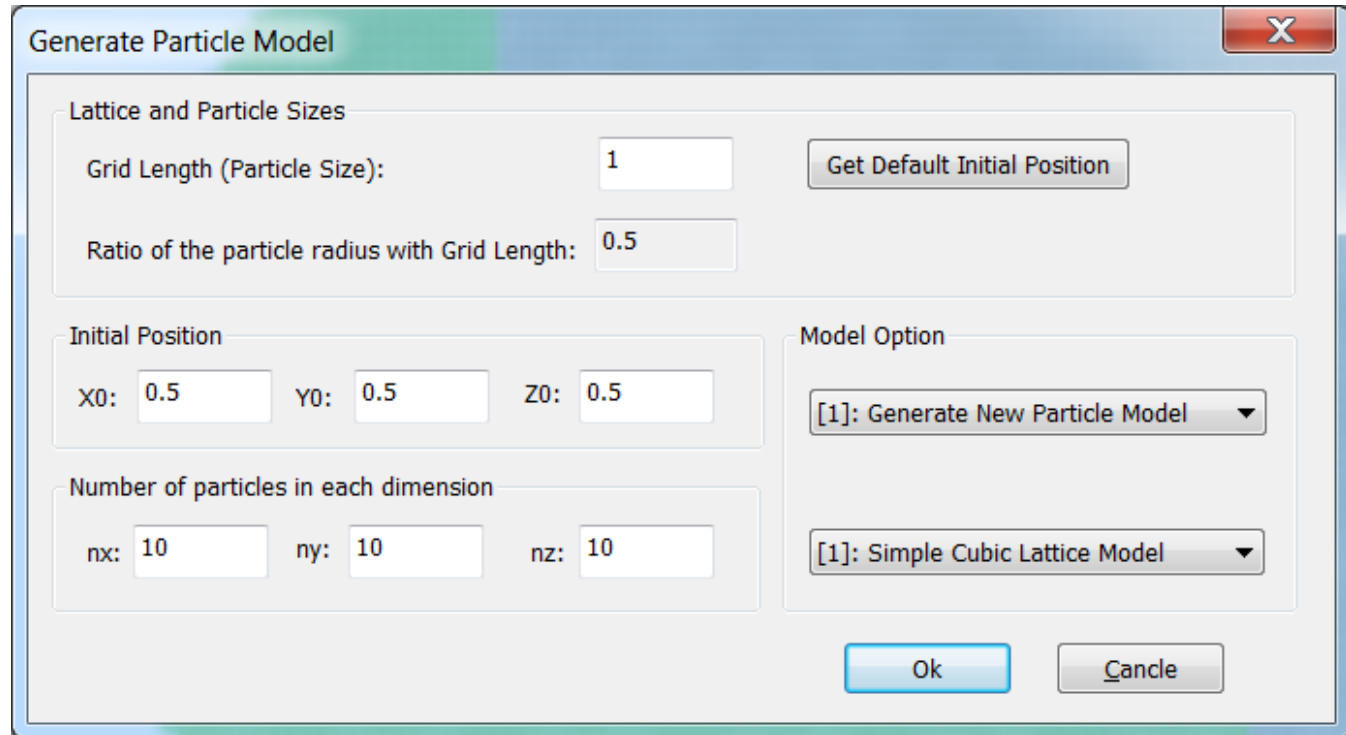 Generate Particle Model
X
Lattice and Particle Sizes
Grid Length (Particle Size): 1 Get Default Initial Position
Ratio of the particle radius with Grid Length: 0.5
Initial Position
X0: 0.5 Y0: 0.5 Z0: 0.5
Number of particles in each dimension
nx: 10 ny: 10 nz: 10
Model Option
[1]: Generate New Particle Model
[1]: Simple Cubic Lattice Model
Ok Cancle